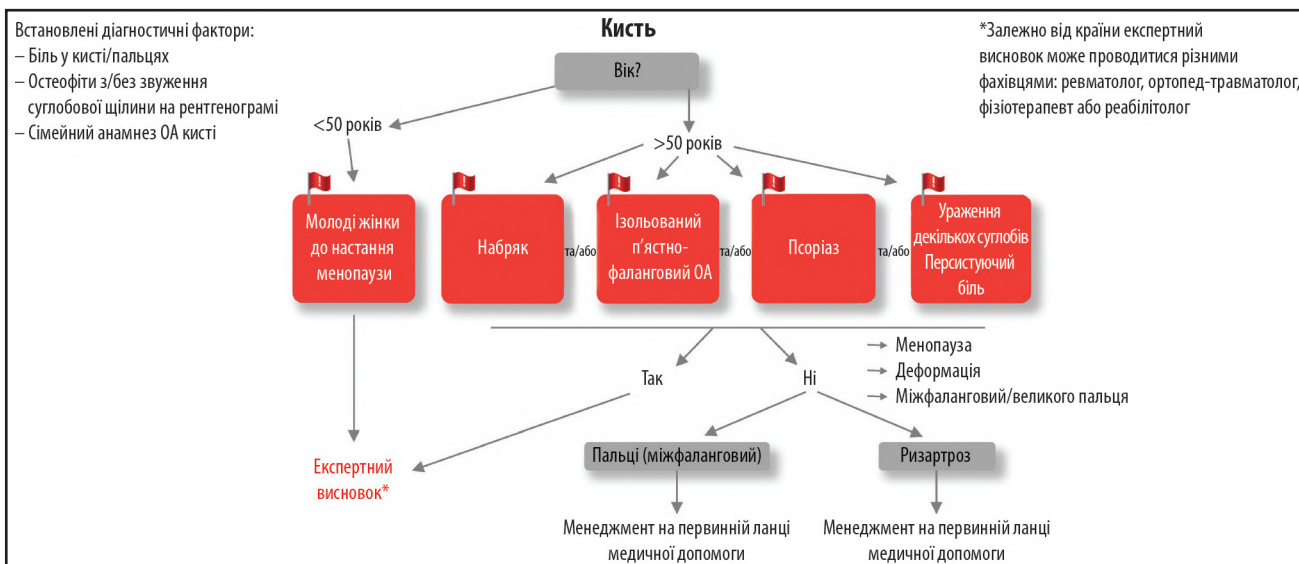 Встановлені діагностичні фактори:
– Біль у кисті/пальцях
– Остеофіти з/без звуження
суглобової щілини на рентгенограмі
– Сімейний анамнез ОА кисті
Кисть
*Залежно від країни експертний
висновок може проводитися різними
фахівцями: ревматолог, ортопед-травматолог,
фізіотерапевт або реабілітолог
Вік?
<50 років
>50 років
Молоді жінки
до настання
менопаузи
Набряк
та/або
Ізольований
п’ястно-
фаланговий ОА
та/або
Псоріаз
та/або
Ураження
декількох суглобів
Персистуючий
біль
Так
Ні
Менопауза
Деформація
Міжфаланговий/великого пальця
Експертний
висновок*
Пальці (міжфаланговий)
Ризартроз
Менеджмент на первинній ланці
медичної допомоги
Менеджмент на первинній ланці
медичної допомоги